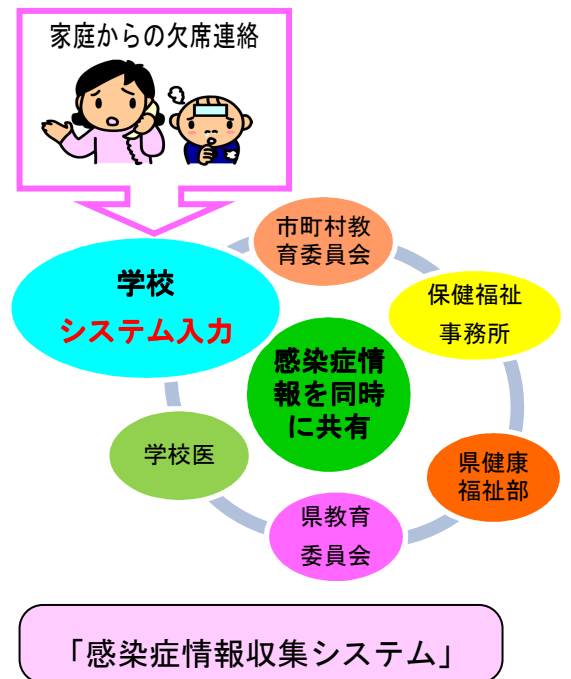 家庭からの欠席連絡
市町村教
育委員会
学校
システム入力
保健福祉
事務所
感染症情
報を同時
に共有
学校医
県健康
福祉部
県教育
委員会
「感染症情報収集システム」